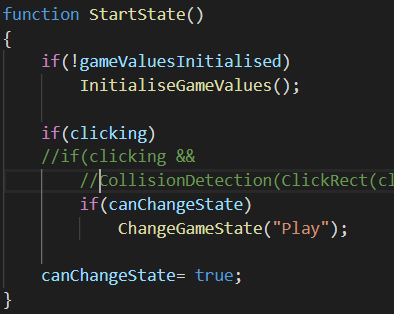 function StartState()
{
if(!gameValuesInitialised)
InitialiseGameValues();
if(clicking)
//if(clicking &&
//CollisionDetection(ClickRect(cl
if(canChangeState)
ChangeGameState("Play");
canChangeState= true;
}